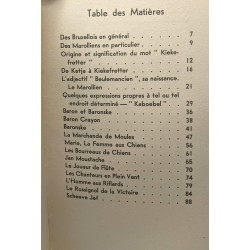 Table des Matières
Des Bruxellois en général 7
Des Marolliens en particulier 9
Origine et signification du mot " Kieke-
fretter " 12
De Ketje à Kiekefretter 16
L'adjectif " Beulemancien ", sa naissance.
Le Marollien 21
Quelques expressions propres à tel ou tel
endroit déterminé — " Kaboebel " 29
Baron et Baronske 36
Baron Crayon 38
Baronske 45
La Marchande de Moules 47
Marie, La Femme aux Chiens 56
Les Bourreaux de Chiens 61
Jan Moustache 65
Le Joueur de Flûte 70
Les Chanteurs en Plein Vent 74
L'Homme aux Riflards 77
Le Rossignol de la Victoire 84
Scheeve Jef 88